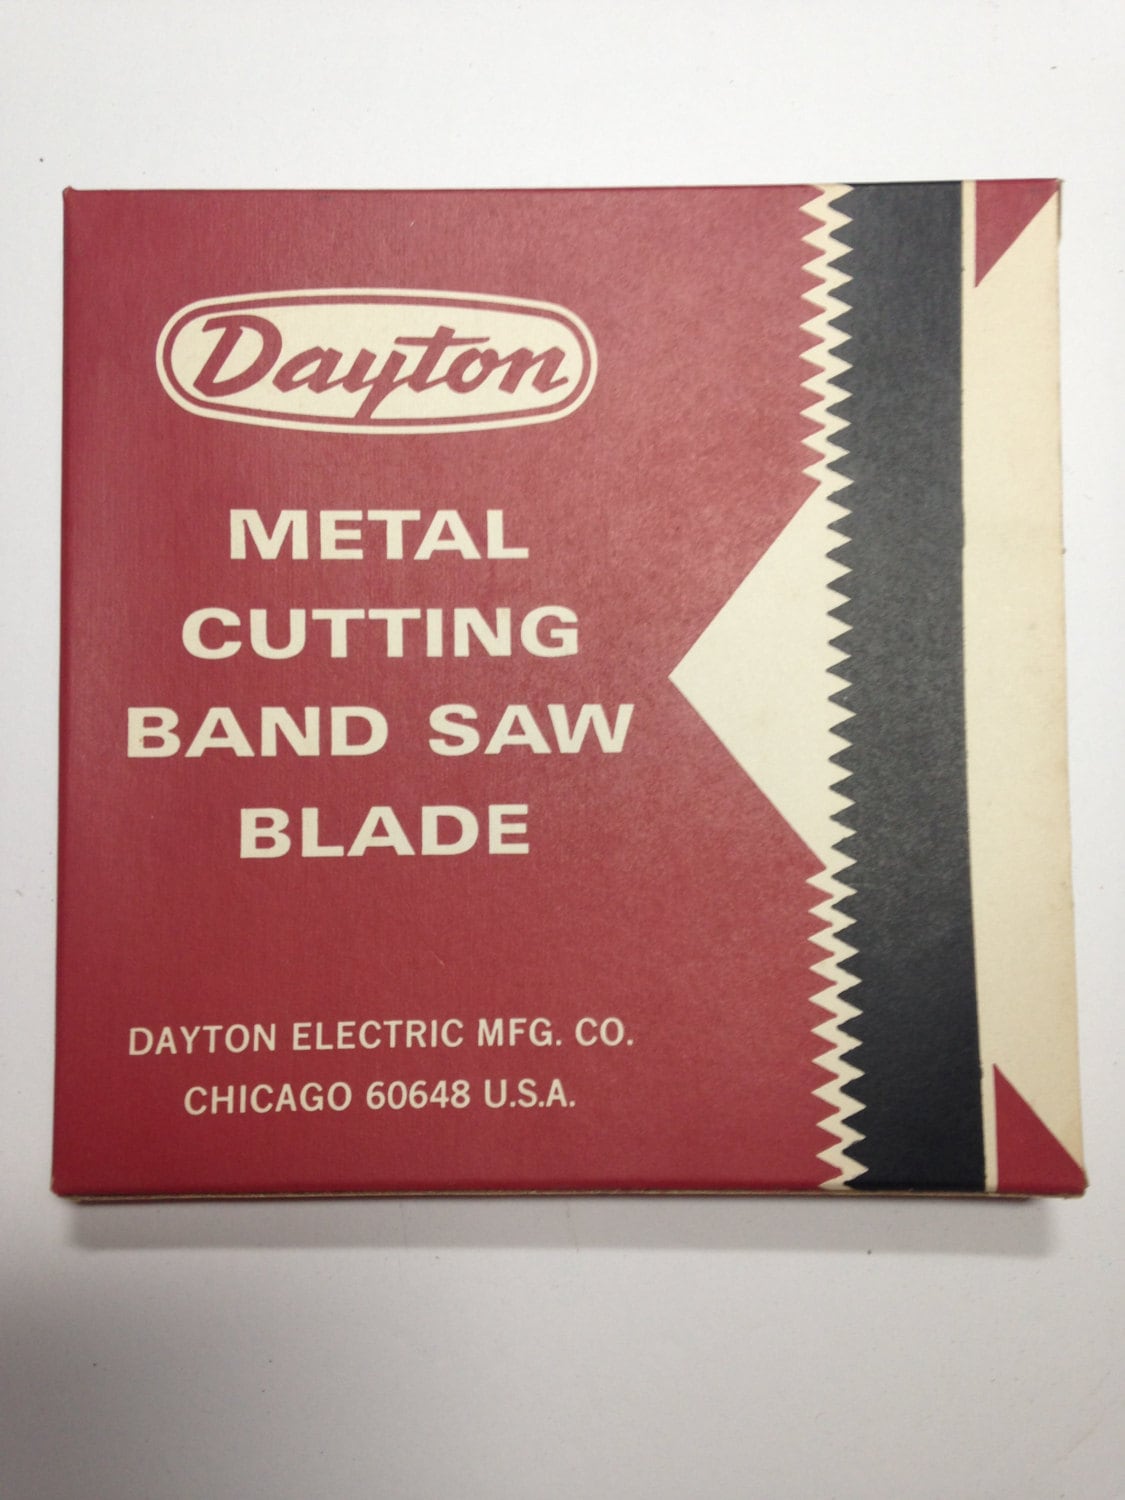 Dayton
METAL
CUTTING
BAND SAW
BLADE
DAYTON ELECTRIC MFG. CO.
CHICAGO 60648 U.S.A.